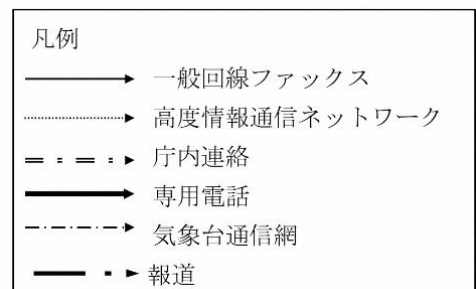 凡例
一般回線ファックス
高度情報通信ネットワーク
庁内連絡
専用電話
気象台通信網
報道